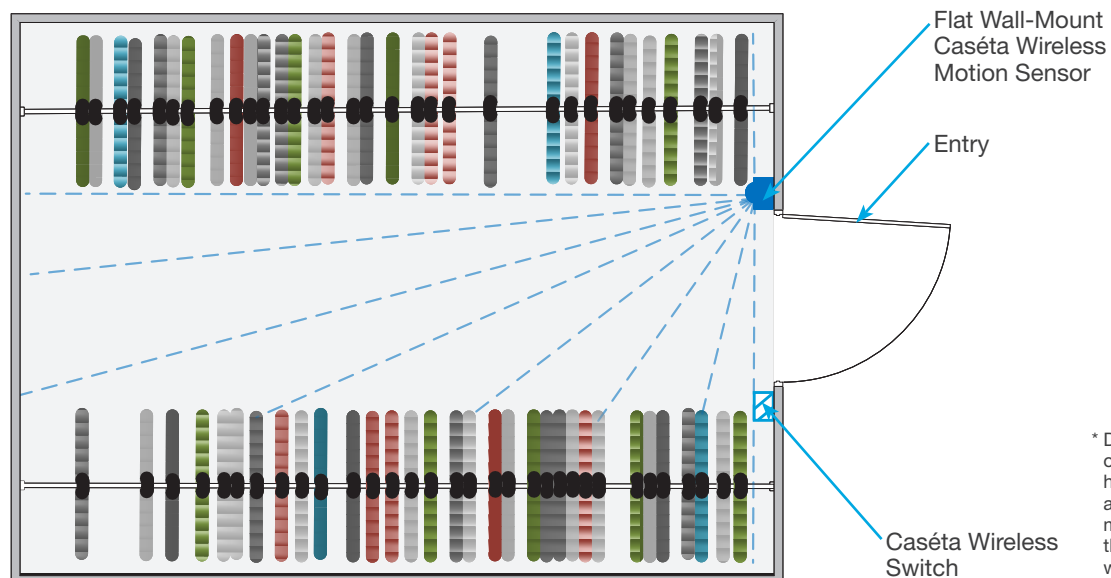 Flat Wall-Mount
Caséta Wireless
Motion Sensor
Entry
Caséta Wireless
Switch